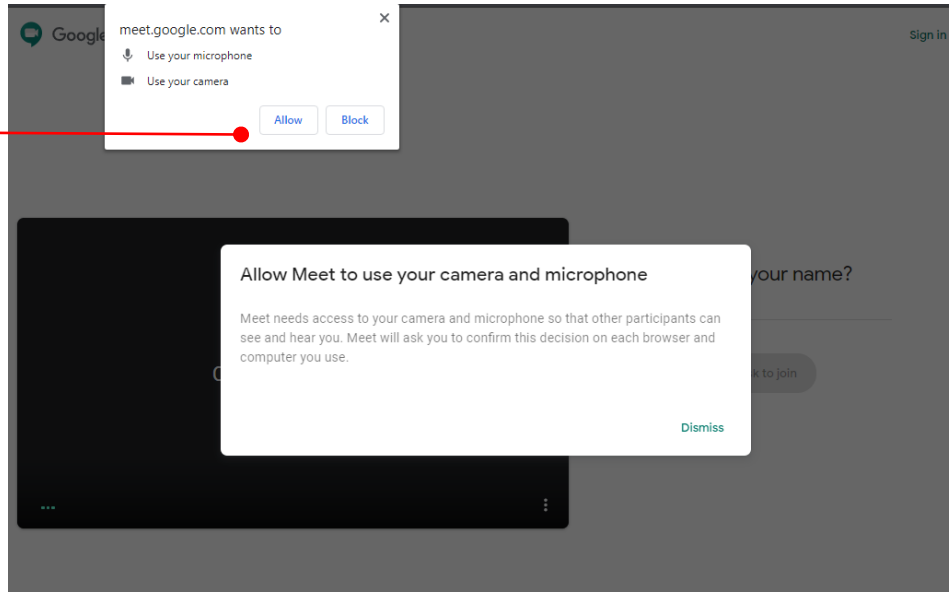 Google
meet.google.com wants to
Use your microphone
Use your camera
Allow
Block
Sign in
Allow Meet to use your camera and microphone
Meet needs access to your camera and microphone so that other participants can
see and hear you. Meet will ask you to confirm this decision on each browser and
computer you use.
Dismiss
your name?
to join